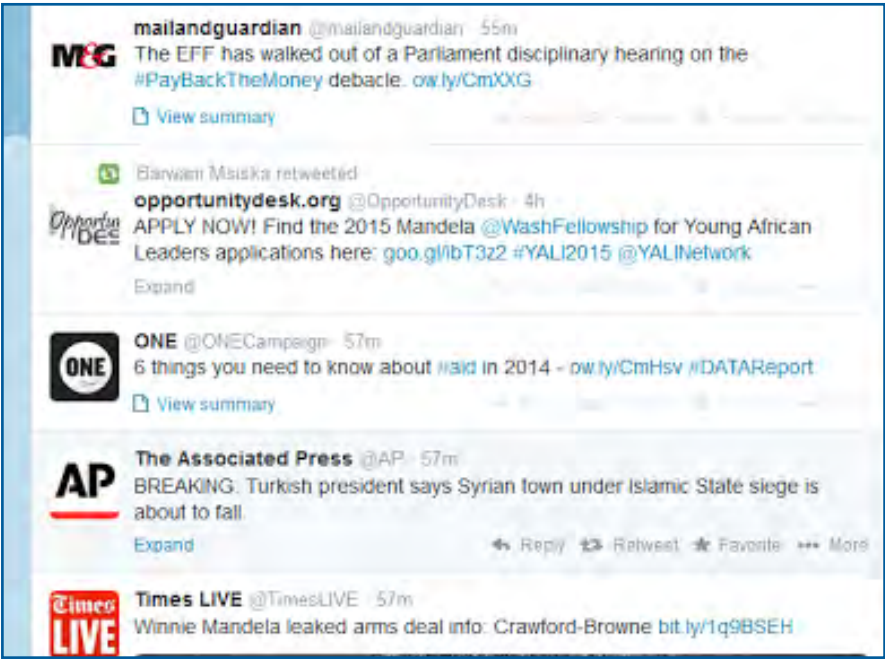 mailandguardian @mailandguardian · 55m
M&G
The EFF has walked out of a Parliament disciplinary hearing on the
#PayBackTheMoney debacle. ow.ly/CmXXG
View summary
Barwani Msiska retweeted
opportunitydesk.org @OpportunityDesk · 4h
APPLY NOW! Find the 2015 Mandela @WashFellowship for Young African
Leaders applications here: goo.gl/ibT3z2 #YALI2015 @YALINetwork
Expand
ONE @ONECampaign · 57m
ONE
6 things you need to know about #aid in 2014 - ow.ly/CmHsv #DATAReport
View summary
The Associated Press @AP · 57m
AP
BREAKING: Turkish president says Syrian town under Islamic State siege is
about to fall.
Expand Reply Retweet Favorite More
Times LIVE @TimesLIVE · 57m
Times
LIVE
Winnie Mandela leaked arms deal info: Crawford-Browne bit.ly/1q9BSEH